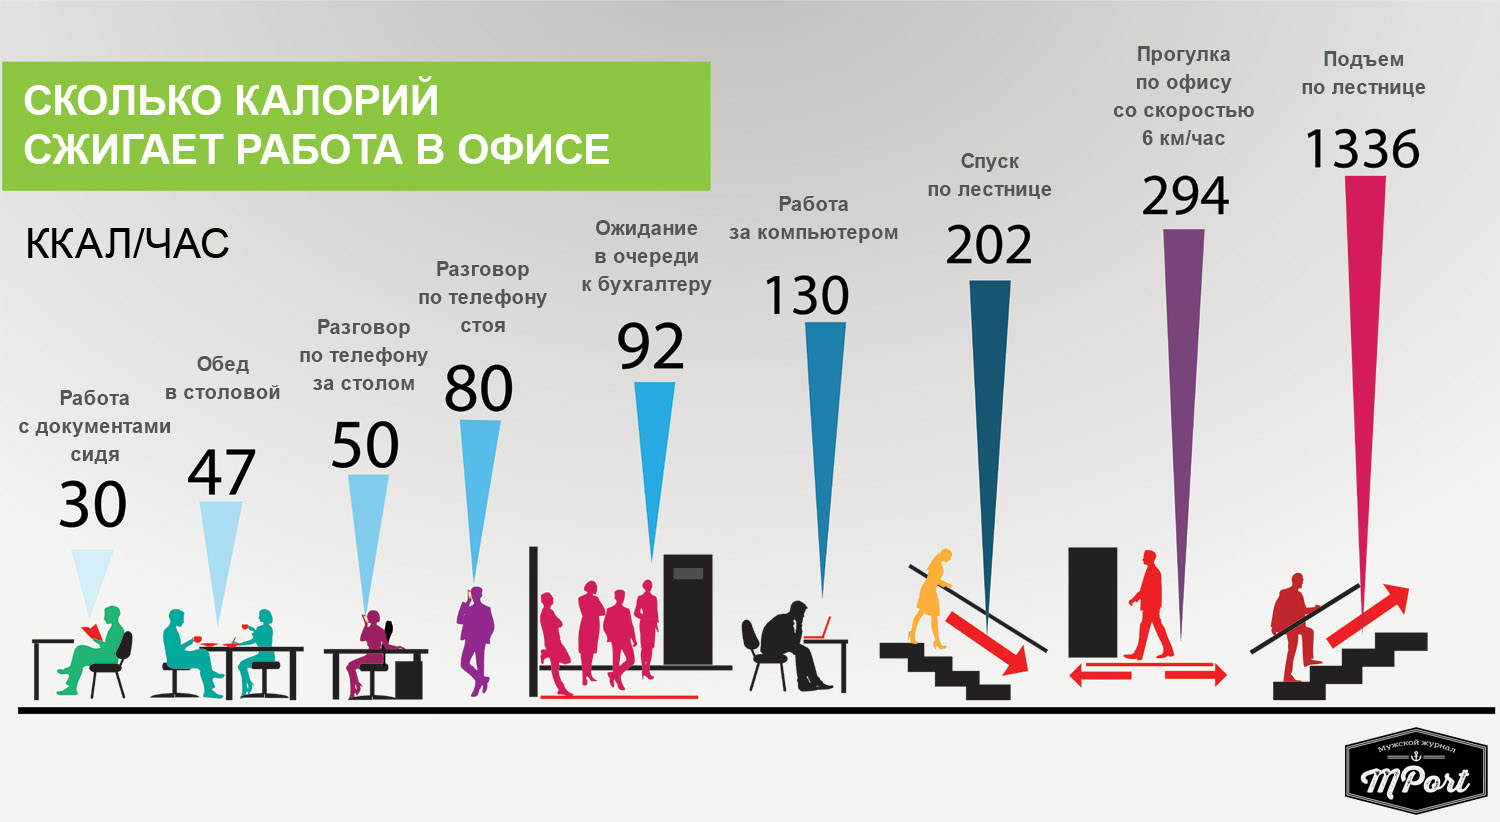 СКОЛЬКО КАЛОРИЙ
СЖИГАЕТ РАБОТА В ОФИСЕ
ККАЛ/ЧАС
Работа
с документами
сидя
30
Обед
в столовой
47
Разговор
по телефону
за столом
50
Разговор
по телефону
стоя
80
Ожидание
в очереди
к бухгалтеру
92
Работа
за компьютером
130
Спуск
по лестнице
202
Прогулка
по офису
со скоростью
6 км/час
294
Подъем
по лестнице
1336
Мужской журнал
MPort